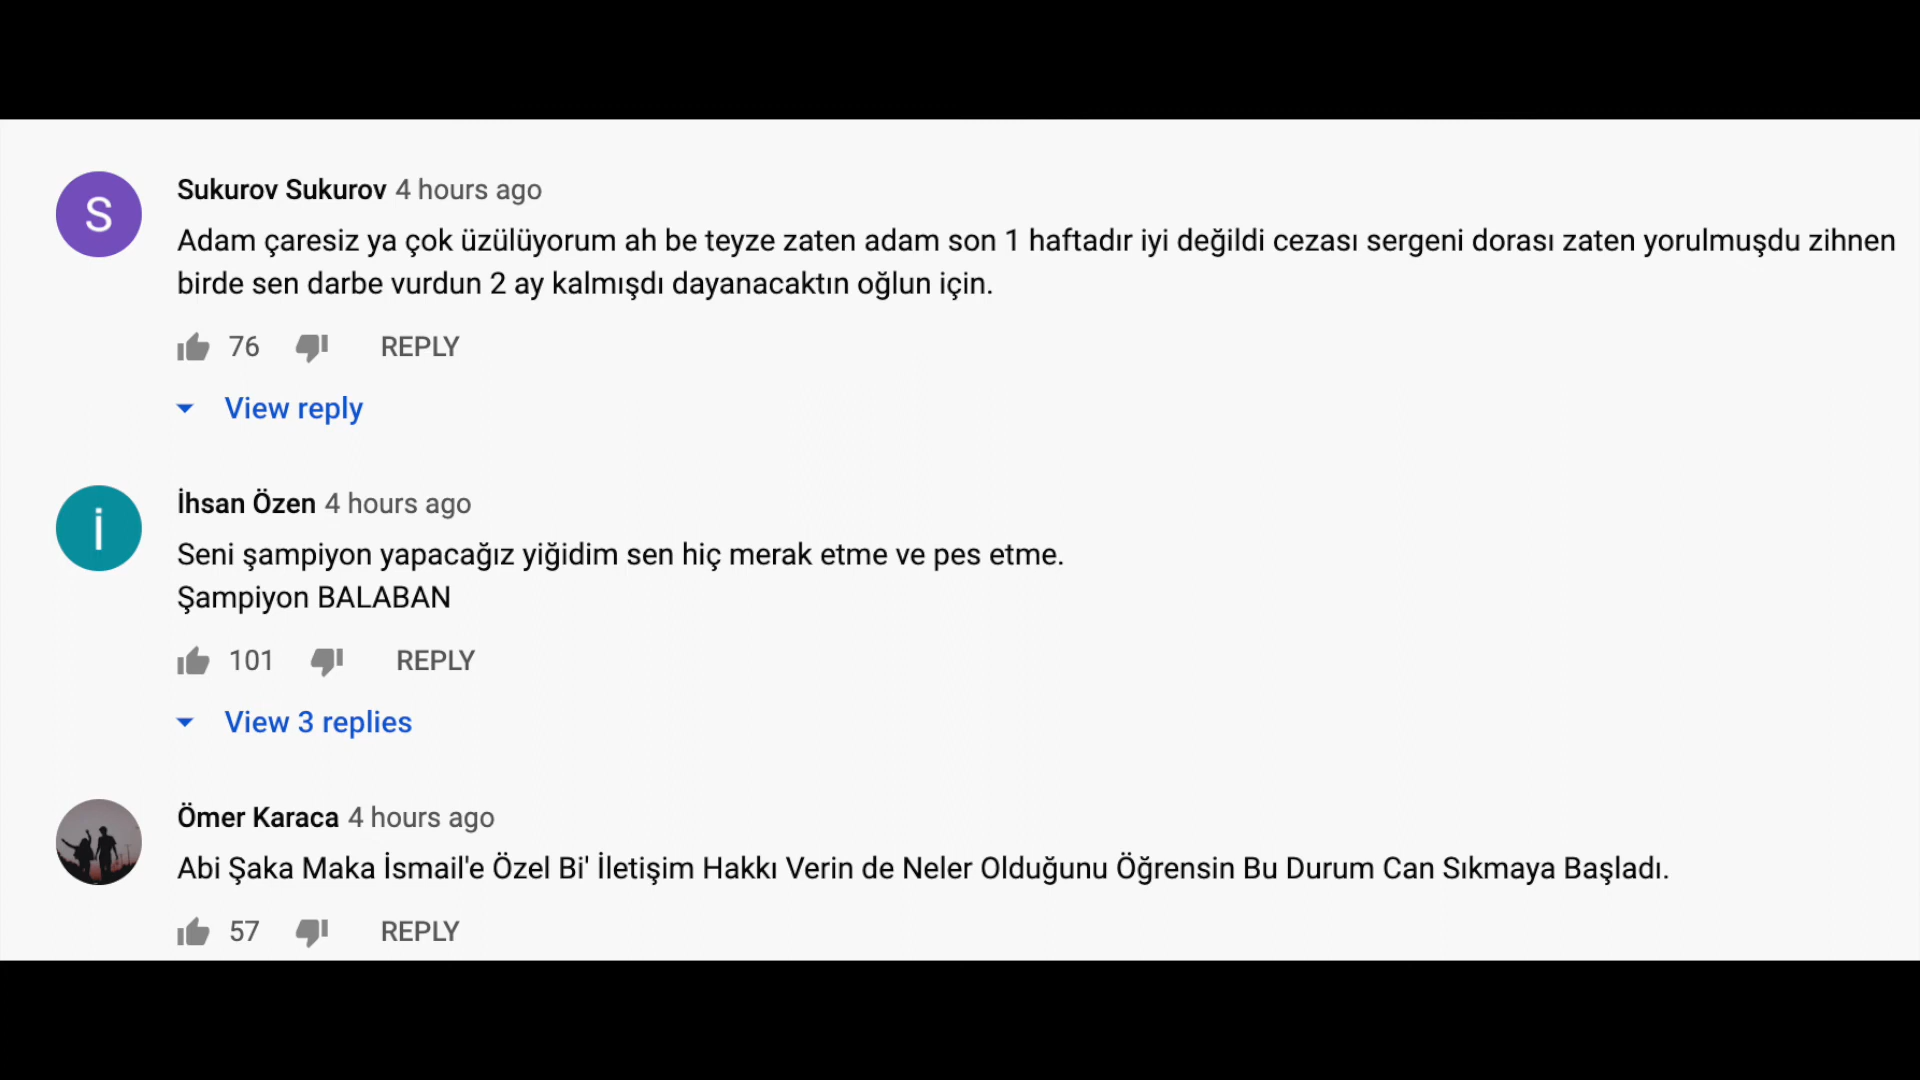 S
Sukurov Sukurov 4 hours ago
Adam çaresiz ya çok üzülüyorum ah be teyze zaten adam son 1 haftadır iyi değildi cezası sergeni dorası zaten yorulmuşdu zihnen
birde sen darbe vurdun 2 ay kalmışdı dayanacaktın oğlun için.
76 REPLY
View reply
i
İhsan Özen 4 hours ago
Seni şampiyon yapacağız yiğidim sen hiç merak etme ve pes etme.
Şampiyon BALABAN
101 REPLY
View 3 replies
Ömer Karaca 4 hours ago
Abi Şaka Maka İsmail'e Özel Bi' İletişim Hakkı Verin de Neler Olduğunu Öğrensin Bu Durum Can Sıkmaya Başladı.
57 REPLY